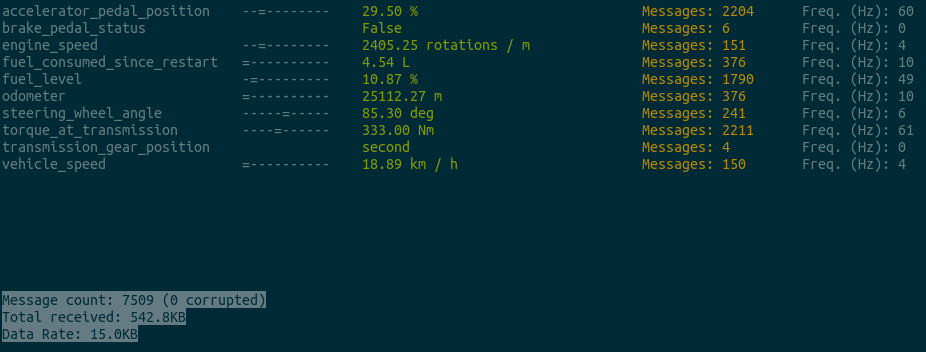 accelerator_pedal_position --=-------- 29.50 % Messages: 2204 Freq. (Hz): 60
brake_pedal_status False Messages: 6 Freq. (Hz): 0
engine_speed --=-------- 2405.25 rotations / m Messages: 151 Freq. (Hz): 4
fuel_consumed_since_restart =---------- 4.54 L Messages: 376 Freq. (Hz): 10
fuel_level -=--------- 10.87 % Messages: 1790 Freq. (Hz): 49
odometer =---------- 25112.27 m Messages: 376 Freq. (Hz): 10
steering_wheel_angle -----=----- 85.30 deg Messages: 241 Freq. (Hz): 6
torque_at_transmission ----=------ 333.00 Nm Messages: 2211 Freq. (Hz): 61
transmission_gear_position second Messages: 4 Freq. (Hz): 0
vehicle_speed =---------- 18.89 km / h Messages: 150 Freq. (Hz): 4
Message count: 7509 (0 corrupted)
Total received: 542.8KB
Data Rate: 15.0KB